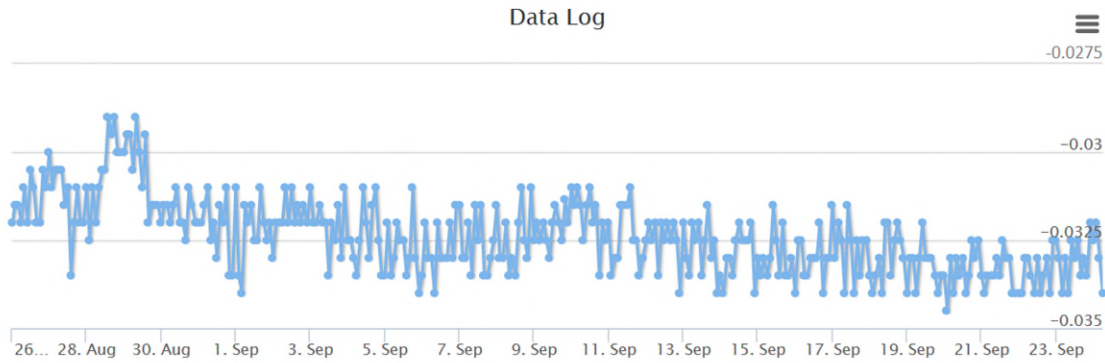 Data Log
-0.0275
-0.03
-0.0325
-0.035
26... 28. Aug 30. Aug 1. Sep 3. Sep 5. Sep 7. Sep 9. Sep 11. Sep 13. Sep 15. Sep 17. Sep 19. Sep 21. Sep 23. Sep